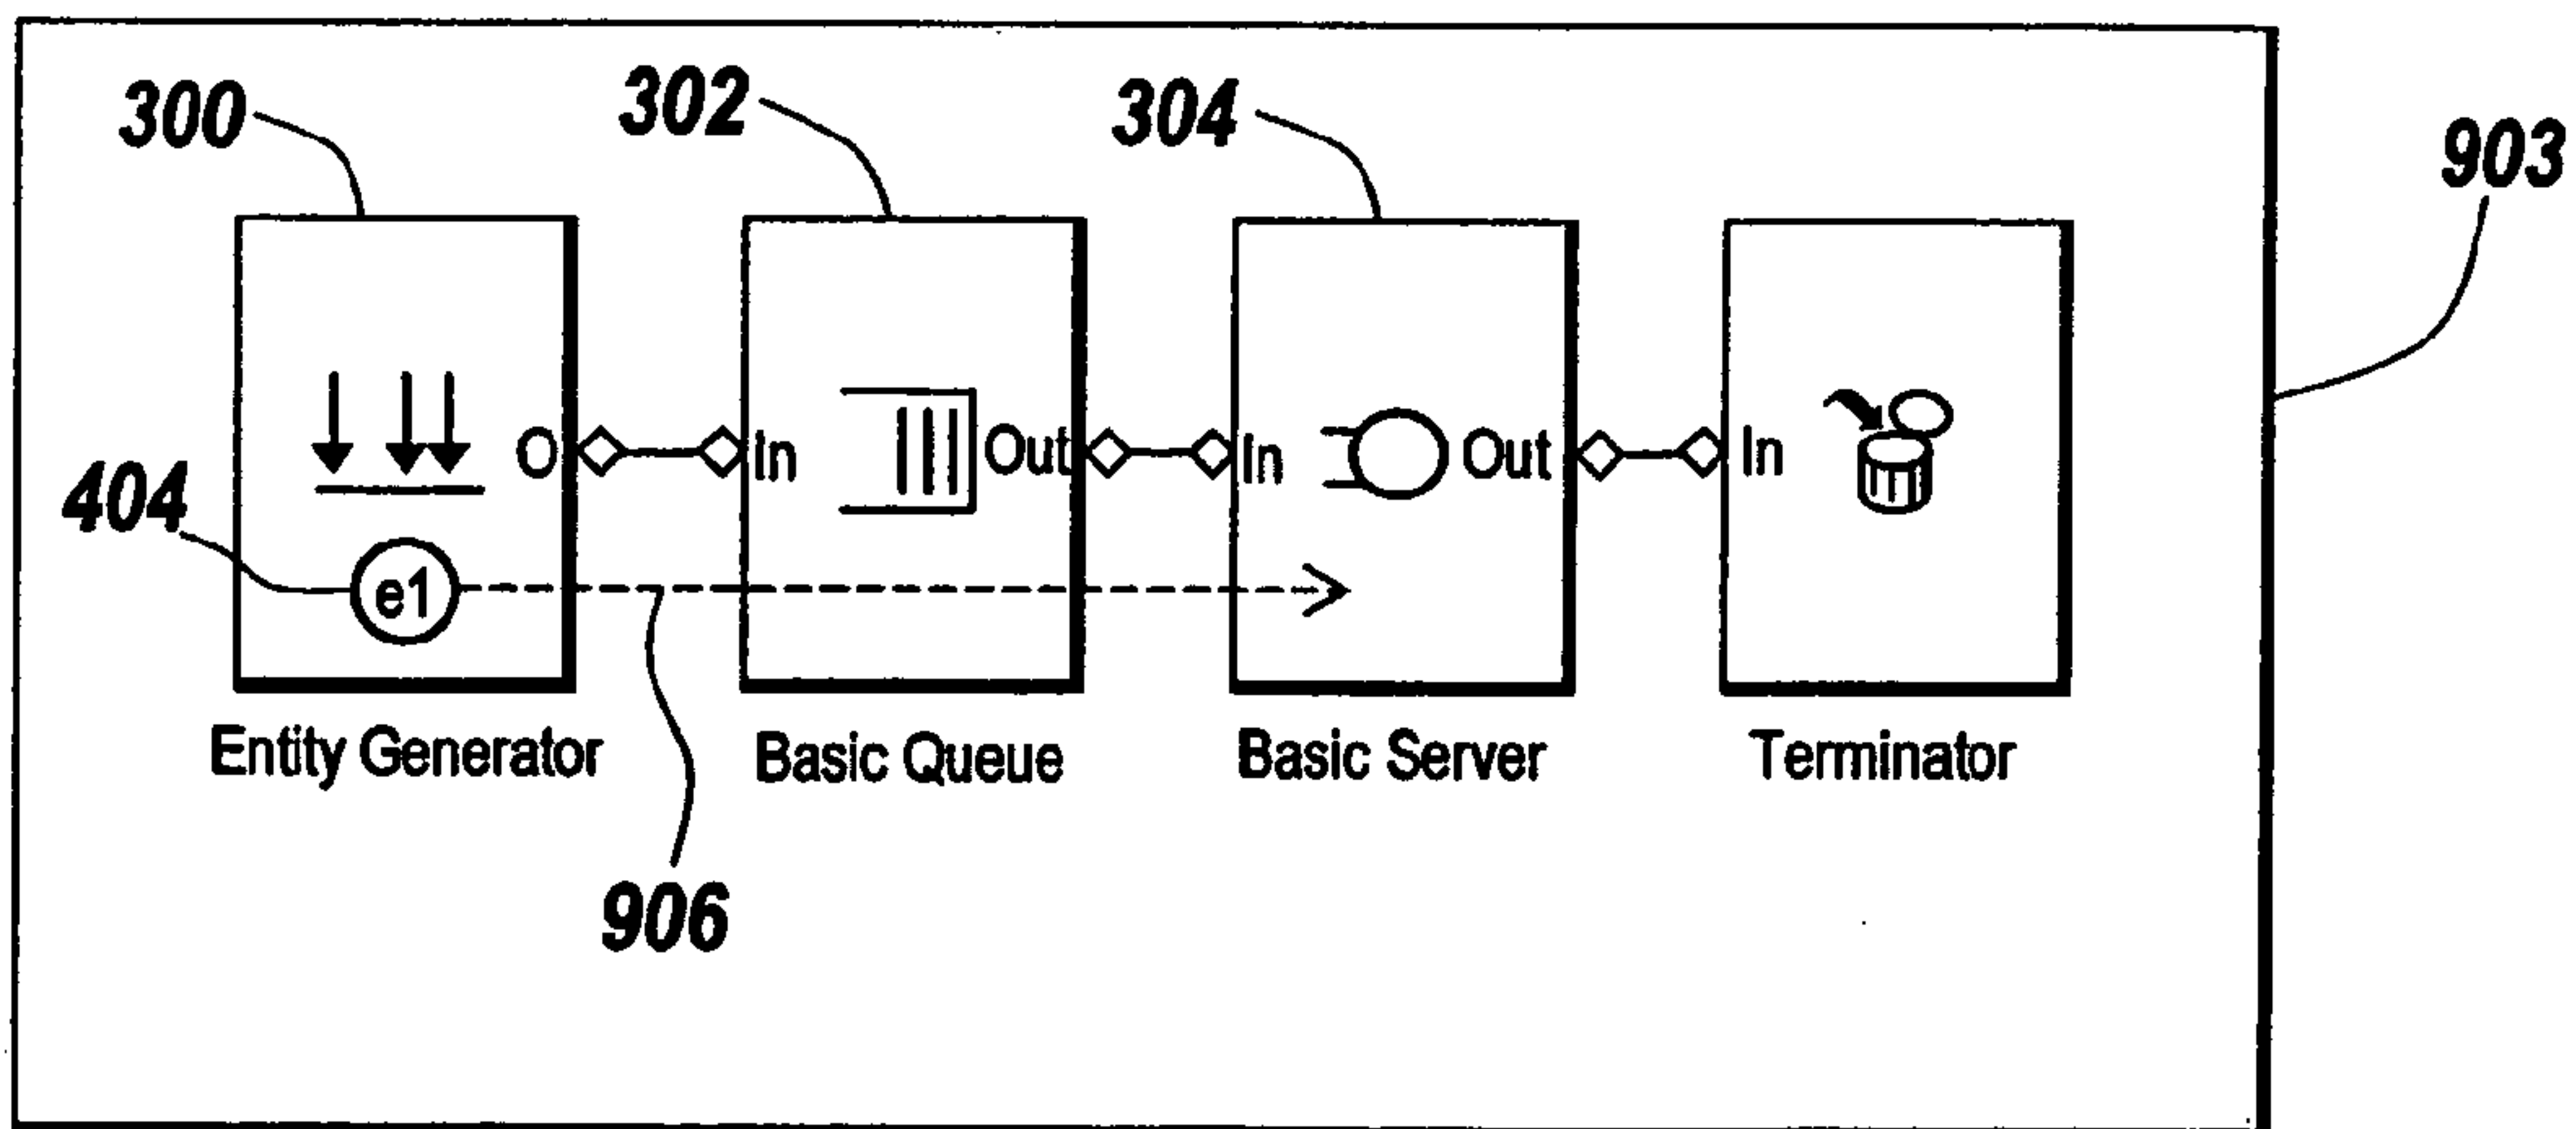 300 302 304 903
O In Out In Out In
404 e1
Entity Generator Basic Queue Basic Server Terminator
906